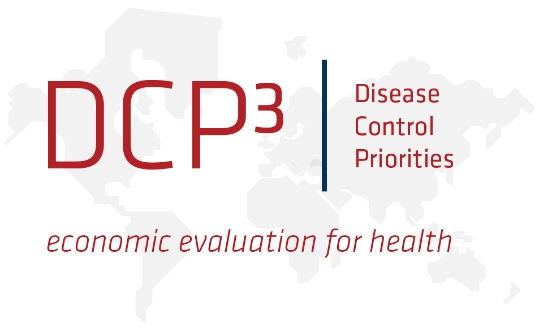 DCP³
Disease
Control
Priorities
economic evaluation for health